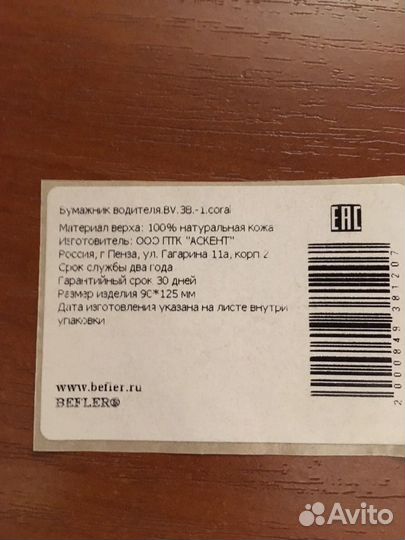 Бумажник водителя.BV.38.-1.coral
EAC
Материал верха: 100% натуральная кожа
Изготовитель: ООО ПТК "АСКЕНТ"
Россия, г Пенза, ул. Гагарина 11а, корп 2
Срок службы два года
Гарантийный срок 30 дней
Размер изделия 90*125 мм
Дата изготовления указана на листе внутри
упаковки
www.befler.ru
BEFLER®
2000849381207
Avito